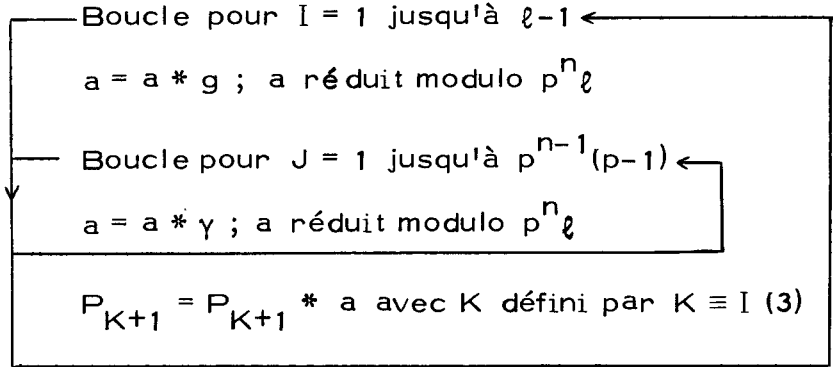 Boucle pour I = 1 jusqu'à ℓ-1
a = a * g ; a réduit modulo pⁿℓ
Boucle pour J = 1 jusqu'à pⁿ⁻¹(p-1)
a = a * γ ; a réduit modulo pⁿℓ
P_{K+1} = P_{K+1} * a avec K défini par K ≡ I (3)